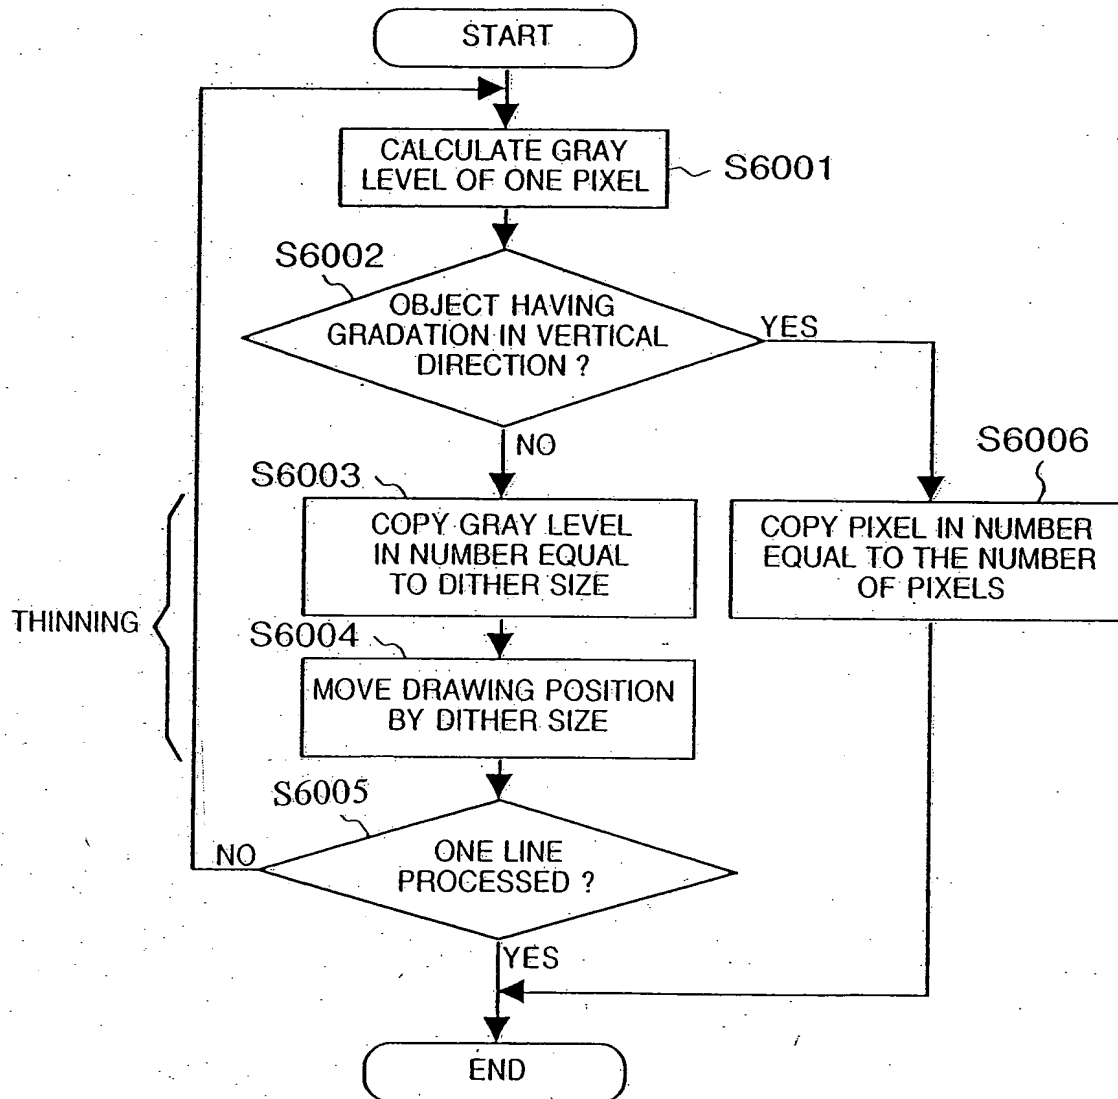 START
CALCULATE GRAY
LEVEL OF ONE PIXEL
S6001
S6002
OBJECT HAVING
GRADATION IN VERTICAL
DIRECTION ?
YES
NO
S6003
S6006
COPY GRAY LEVEL
IN NUMBER EQUAL
TO DITHER SIZE
COPY PIXEL IN NUMBER
EQUAL TO THE NUMBER
OF PIXELS
THINNING
S6004
MOVE DRAWING POSITION
BY DITHER SIZE
S6005
NO
ONE LINE
PROCESSED ?
YES
END